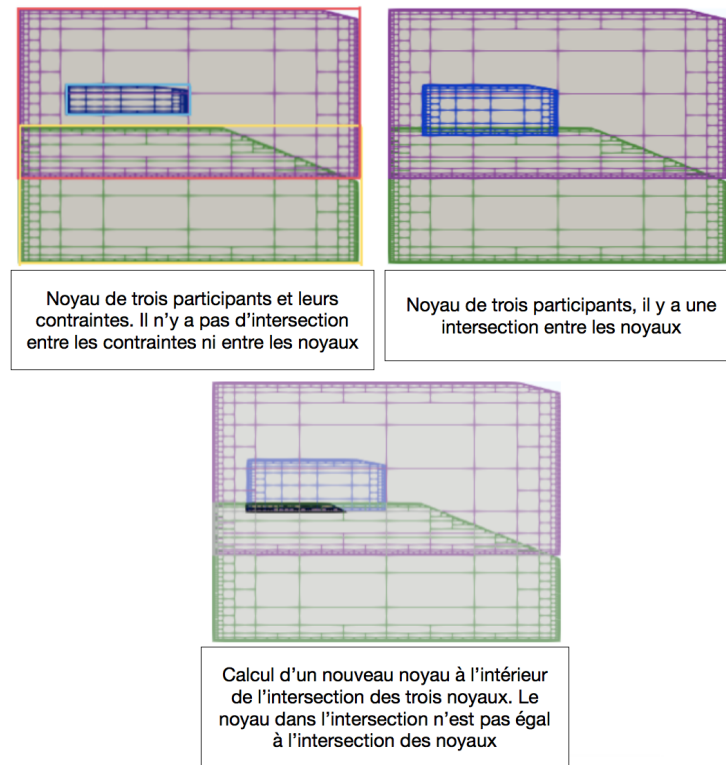 Noyau de trois participants et leurs
contraintes. Il n'y a pas d'intersection
entre les contraintes ni entre les noyaux
Noyau de trois participants, il y a une
intersection entre les noyaux
Calcul d'un nouveau noyau à l'intérieur
de l'intersection des trois noyaux. Le
noyau dans l'intersection n'est pas égal
à l'intersection des noyaux